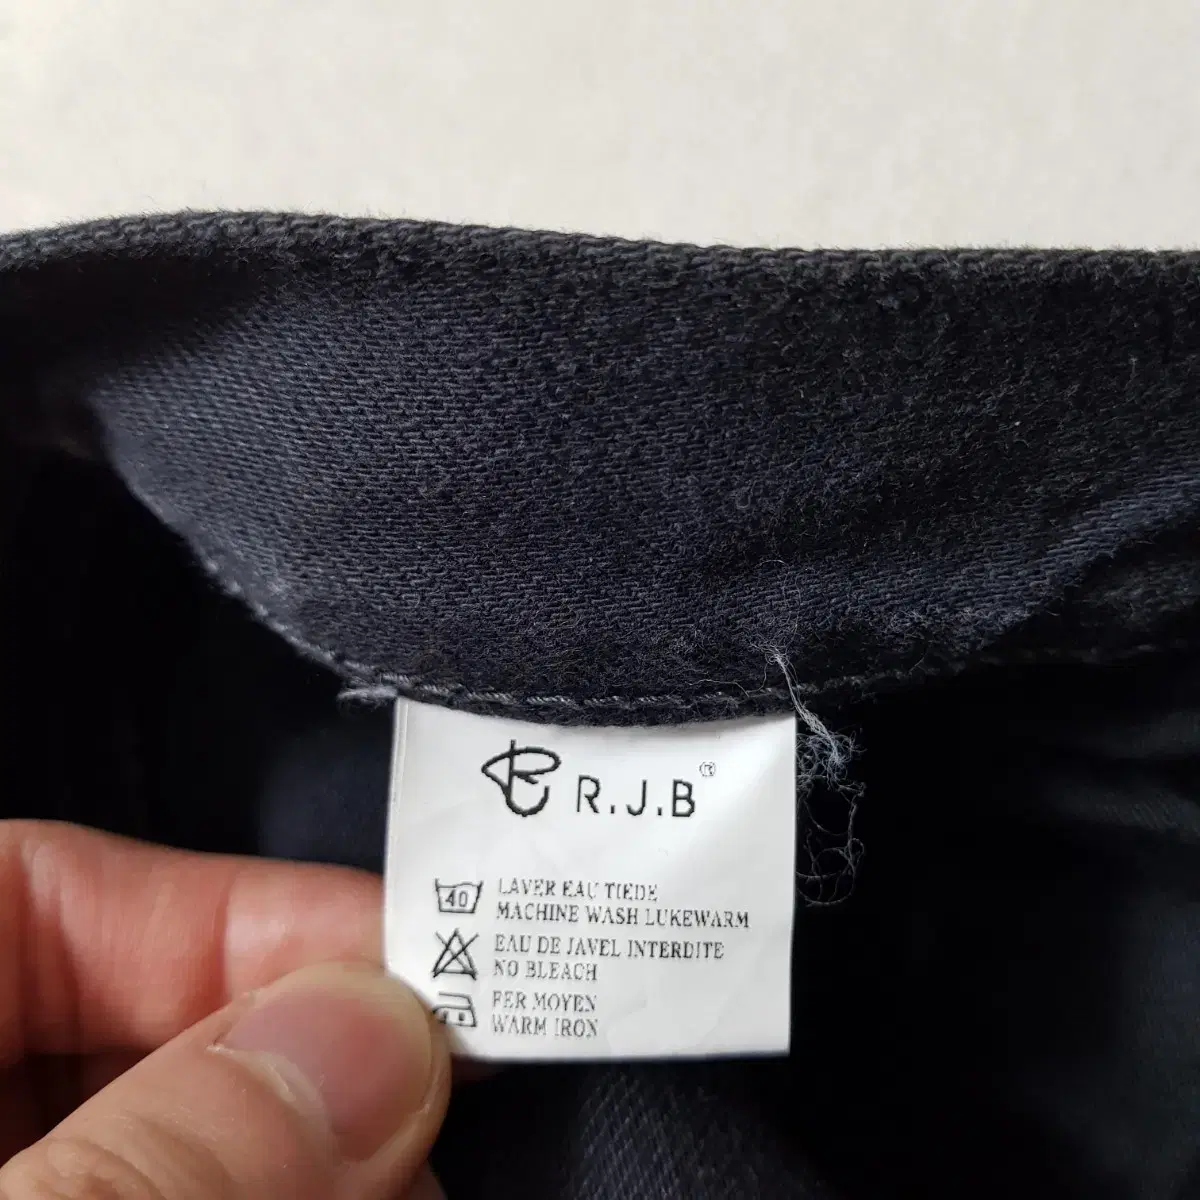 R.J.B®
40
LAVER EAU TIEDE
MACHINE WASH LUKEWARM
EAU DE JAVEL INTERDITE
NO BLEACH
FER MOYEN
WARM IRON